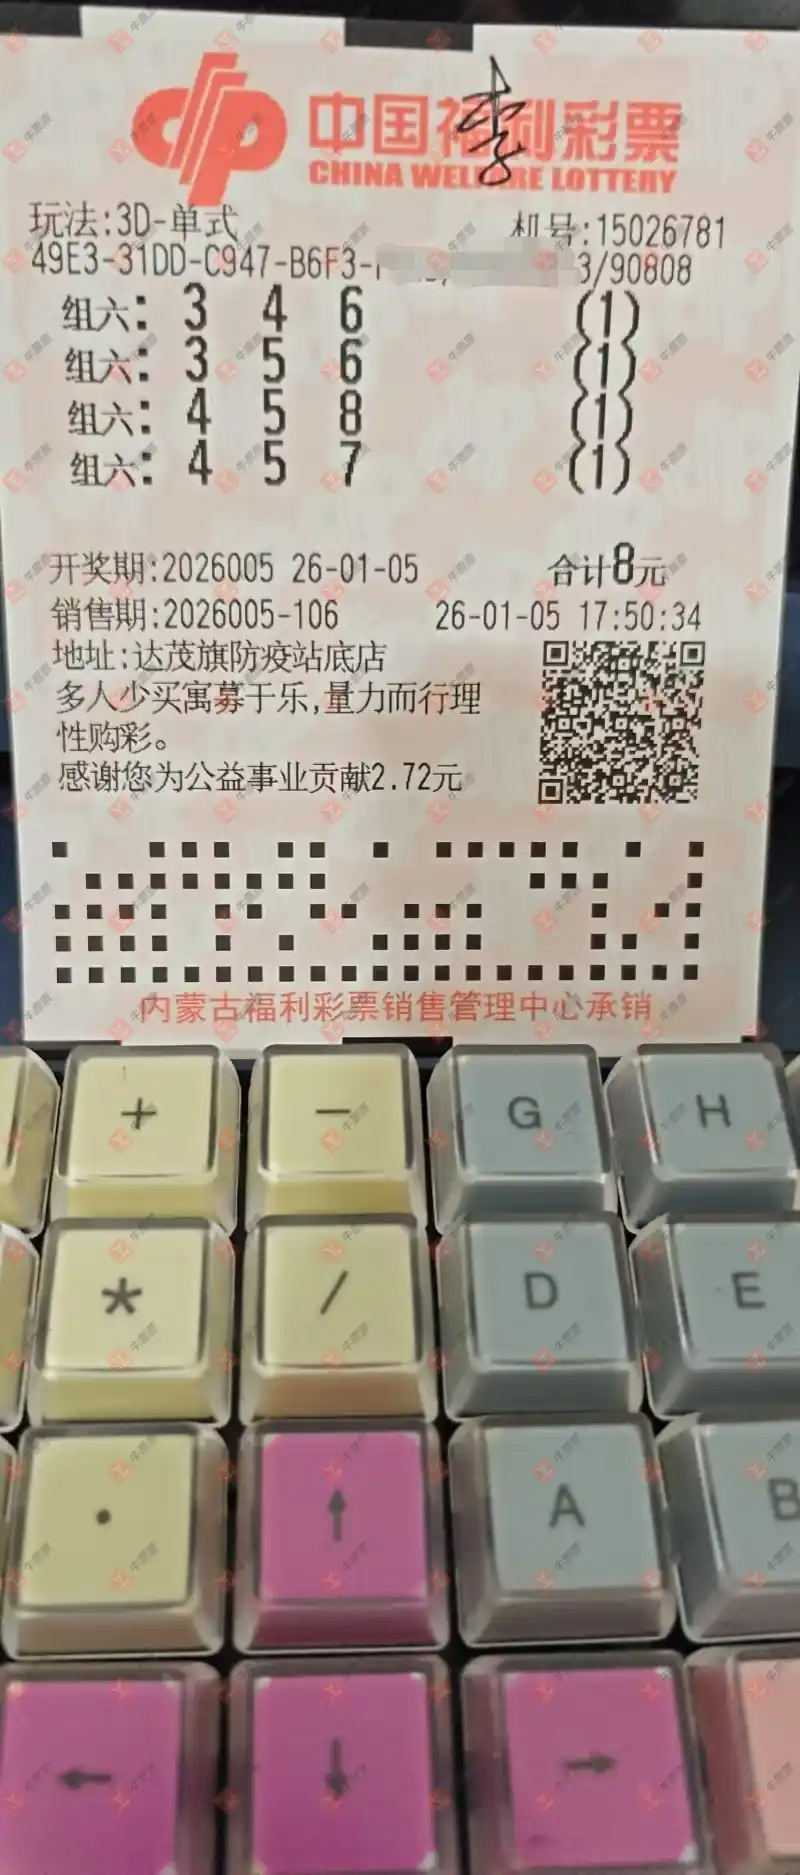 李
中国福利彩票
CHINA WELFARE LOTTERY
玩法:3D-单式 机号:15026781
49E3-31DD-C947-B6F3- 3/90808
组六: 3 4 6 (1)
组六: 3 5 6 (1)
组六: 4 5 8 (1)
组六: 4 5 7 (1)
开奖期:2026005 26-01-05 合计8元
销售期:2026005-106 26-01-05 17:50:34
地址:达茂旗防疫站底店
多人少买寓募于乐,量力而行理
性购彩。
感谢您为公益事业贡献2.72元
内蒙古福利彩票销售管理中心承销
+ − G H
* / D E
. ↑ A B
← ↓ →